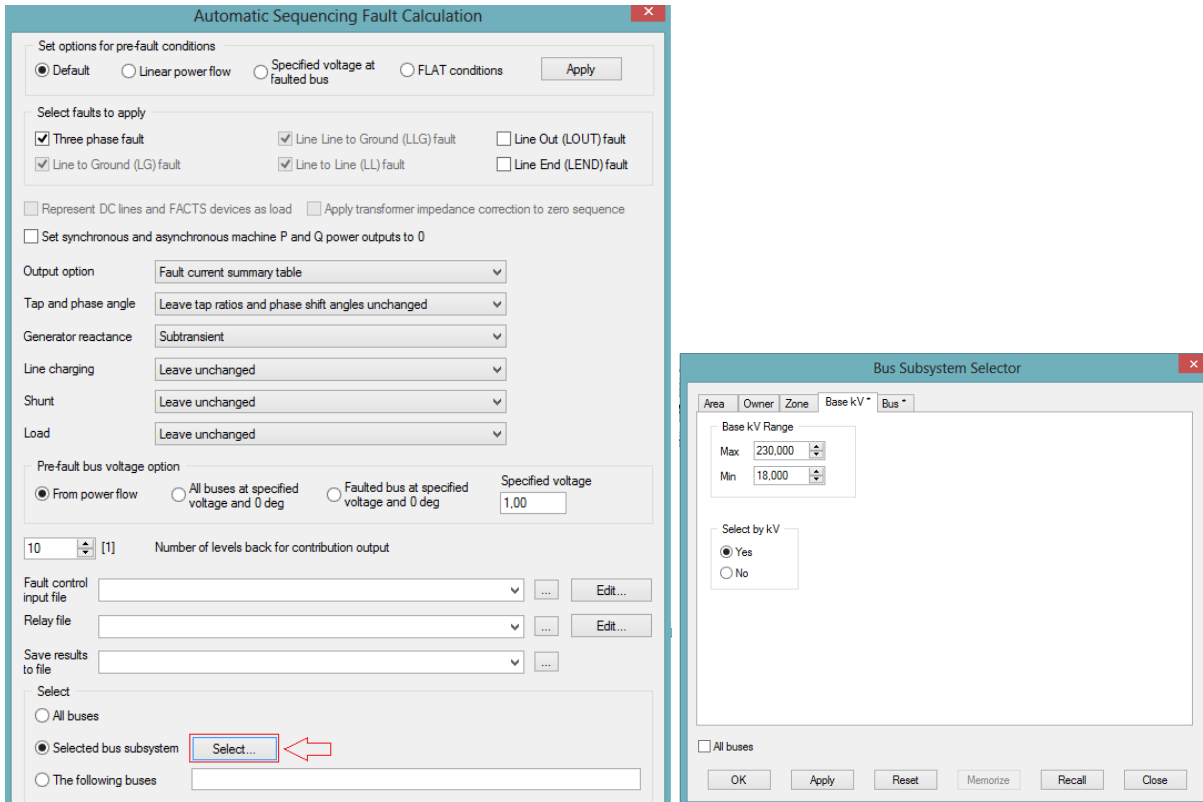 Automatic Sequencing Fault Calculation
Set options for pre-fault conditions
Default
Linear power flow
Specified voltage at
faulted bus
FLAT conditions
Apply
Select faults to apply
Three phase fault
Line Line to Ground (LLG) fault
Line Out (LOUT) fault
Line to Ground (LG) fault
Line to Line (LL) fault
Line End (LEND) fault
Represent DC lines and FACTS devices as load
Apply transformer impedance correction to zero sequence
Set synchronous and asynchronous machine P and Q power outputs to 0
Output option
Fault current summary table
Tap and phase angle
Leave tap ratios and phase shift angles unchanged
Generator reactance
Subtransient
Line charging
Leave unchanged
Shunt
Leave unchanged
Load
Leave unchanged
Pre-fault bus voltage option
From power flow
All buses at specified
voltage and 0 deg
Faulted bus at specified
voltage and 0 deg
Specified voltage
1,00
10
[1]
Number of levels back for contribution output
Fault control
input file
...
Edit...
Relay file
...
Edit...
Save results
to file
...
Select
All buses
Selected bus subsystem
Select...
The following buses
Bus Subsystem Selector
Area
Owner
Zone
Base kV *
Bus *
Base kV Range
Max
230,000
Min
18,000
Select by kV
Yes
No
All buses
OK
Apply
Reset
Memorize
Recall
Close